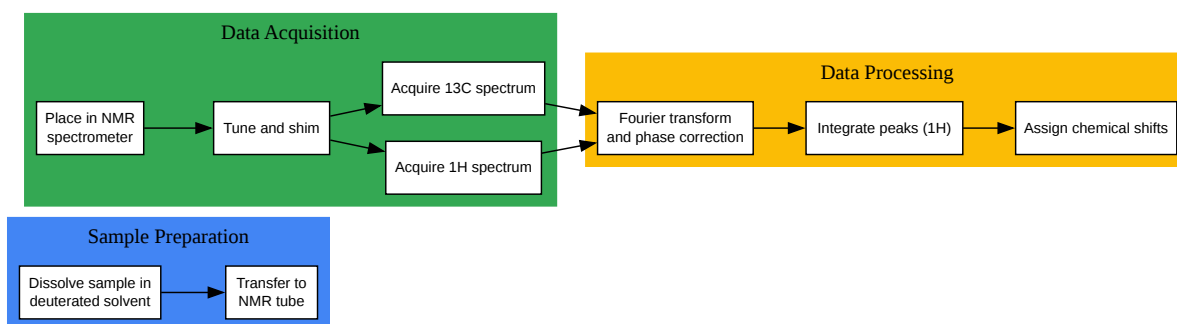 Data Acquisition
Place in NMR
spectrometer
Tune and shim
Acquire 13C spectrum
Acquire 1H spectrum
Data Processing
Fourier transform
and phase correction
Integrate peaks (1H)
Assign chemical shifts
Sample Preparation
Dissolve sample in
deuterated solvent
Transfer to
NMR tube